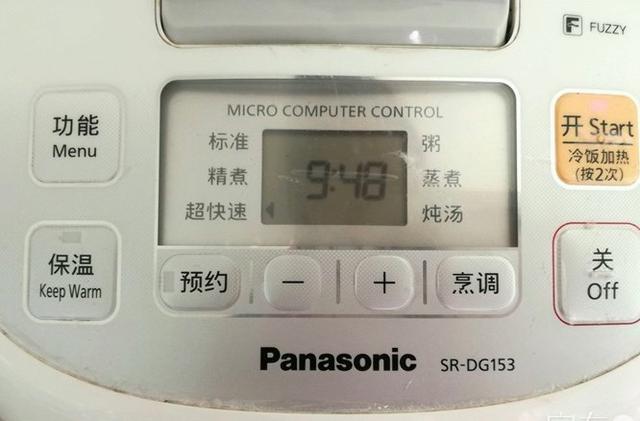 F FUZZY
MICRO COMPUTER CONTROL
功能
Menu
标准
精煮
超快速
9:48
粥
蒸煮
炖汤
开 Start
冷饭加热
(按2次)
保温
Keep Warm
预约
−
+
烹调
关
Off
Panasonic SR-DG153